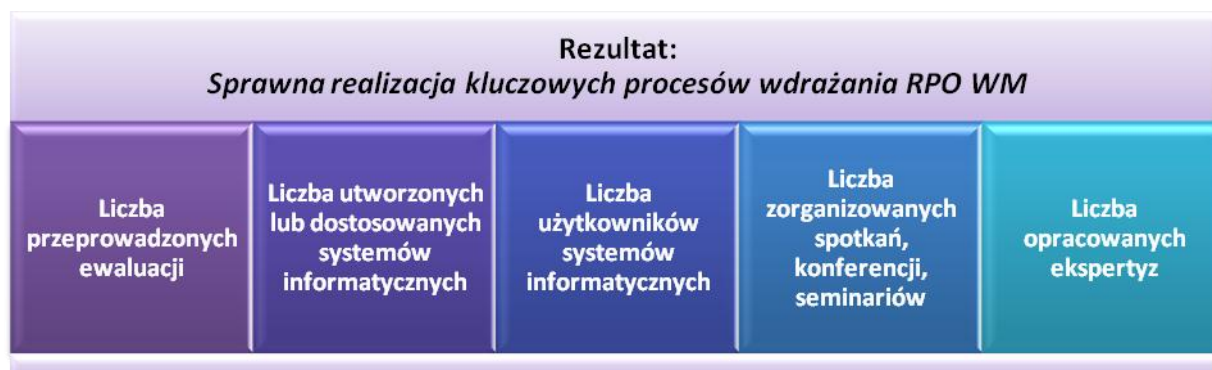 Rezultat:
Sprawna realizacja kluczowych procesów wdrażania RPO WM
Liczba
przeprowadzonych
ewaluacji
Liczba utworzonych
lub dostosowanych
systemów
informatycznych
Liczba
użytkowników
systemów
informatycznych
Liczba
zorganizowanych
spotkań,
konferencji,
seminariów
Liczba
opracowanych
ekspertyz